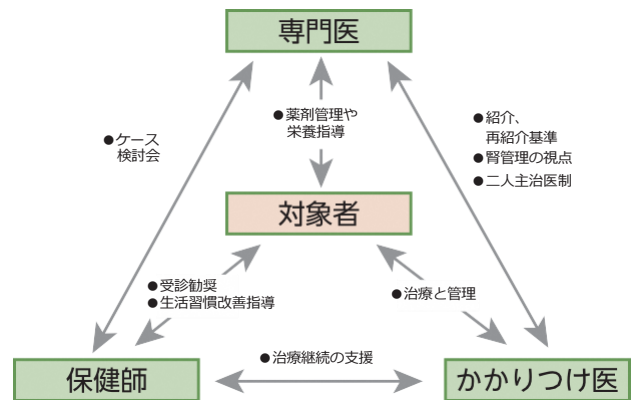 専門医
●薬剤管理や
栄養指導
●ケース
検討会
●紹介、
再紹介基準
●腎管理の視点
●二人主治医制
対象者
●受診勧奨
●生活習慣改善指導
●治療と管理
保健師
●治療継続の支援
かかりつけ医